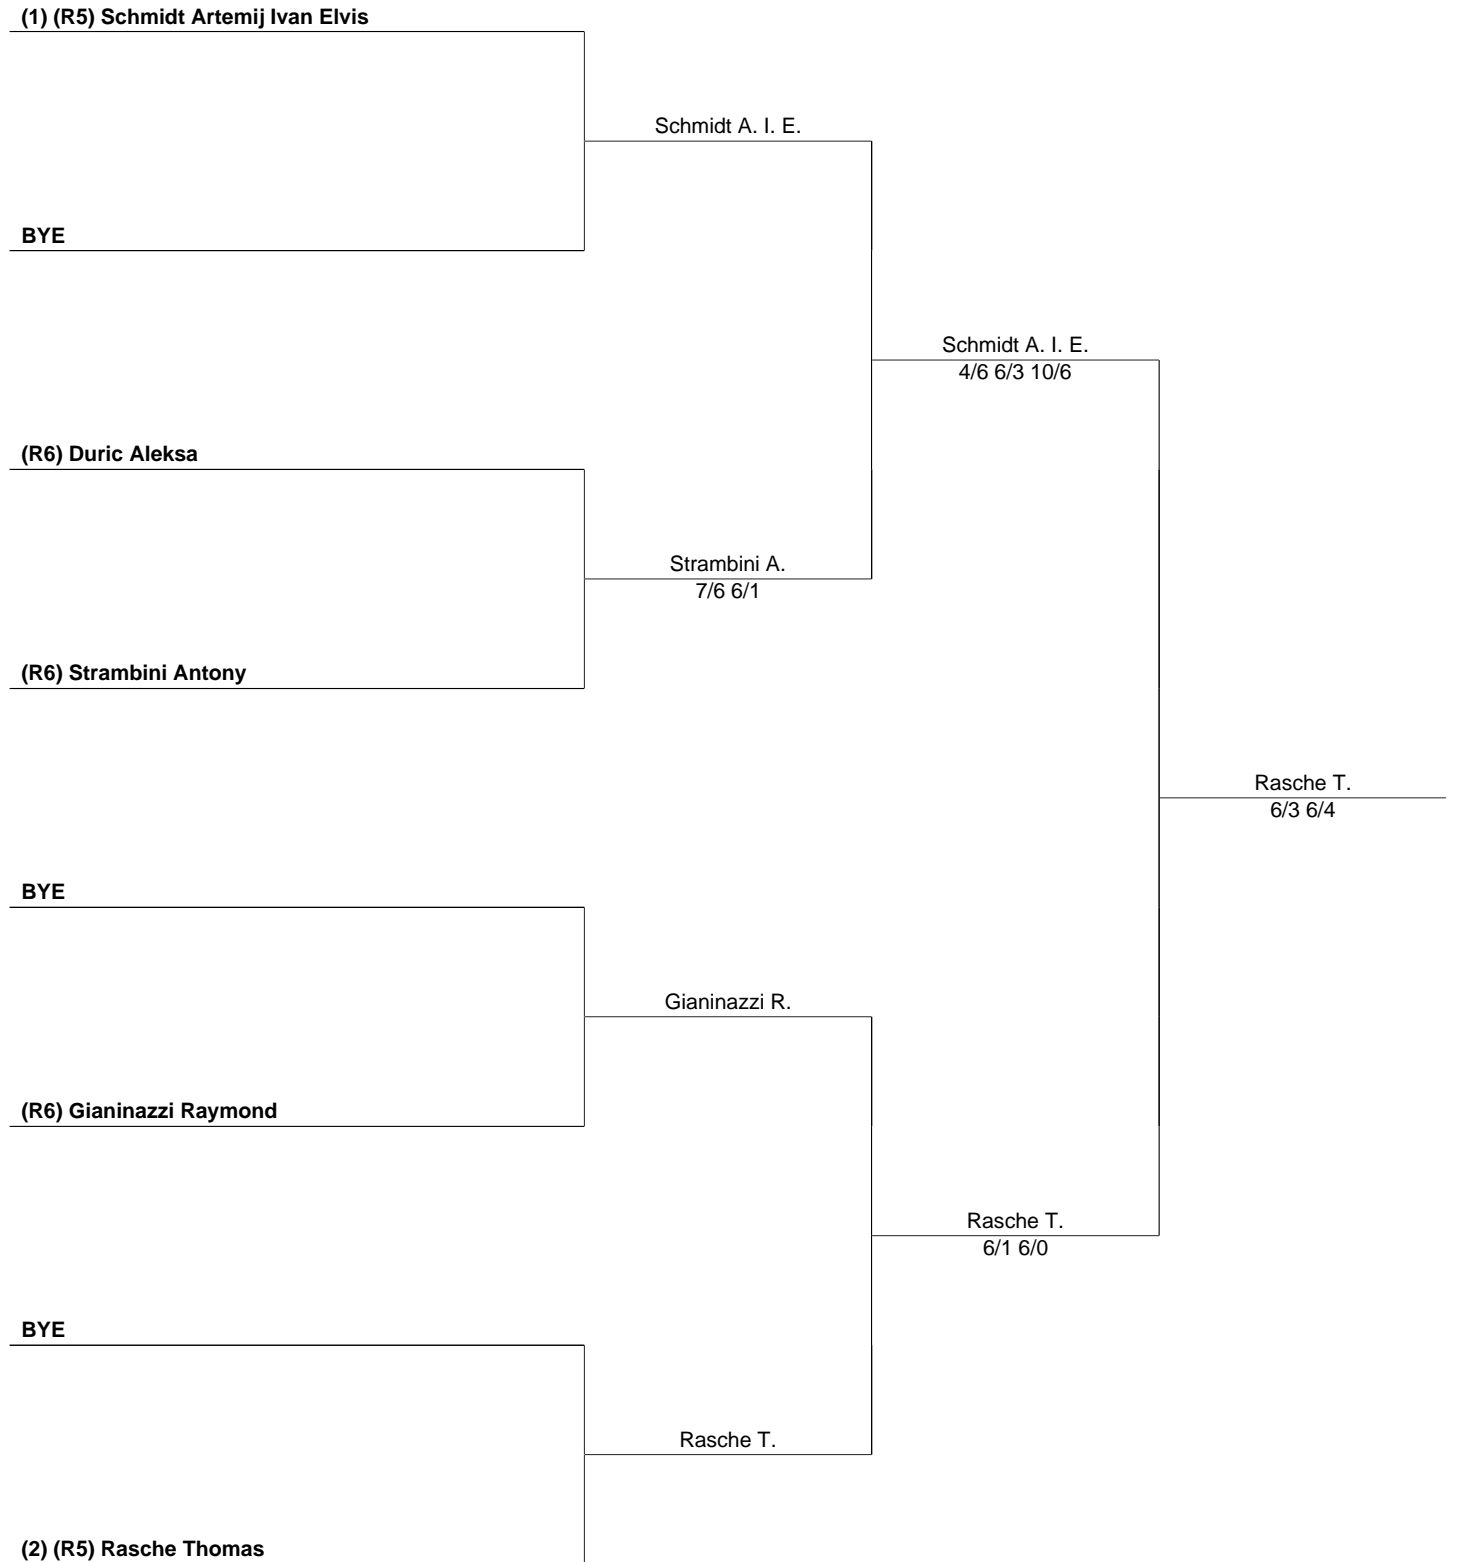 (1) (R5) Schmidt Artemij Ivan Elvis
Schmidt A. I. E.
BYE
Schmidt A. I. E.
4/6 6/3 10/6
(R6) Duric Aleksa
Strambini A.
7/6 6/1
(R6) Strambini Antony
Rasche T.
6/3 6/4
BYE
Gianinazzi R.
(R6) Gianinazzi Raymond
Rasche T.
6/1 6/0
BYE
Rasche T.
(2) (R5) Rasche Thomas